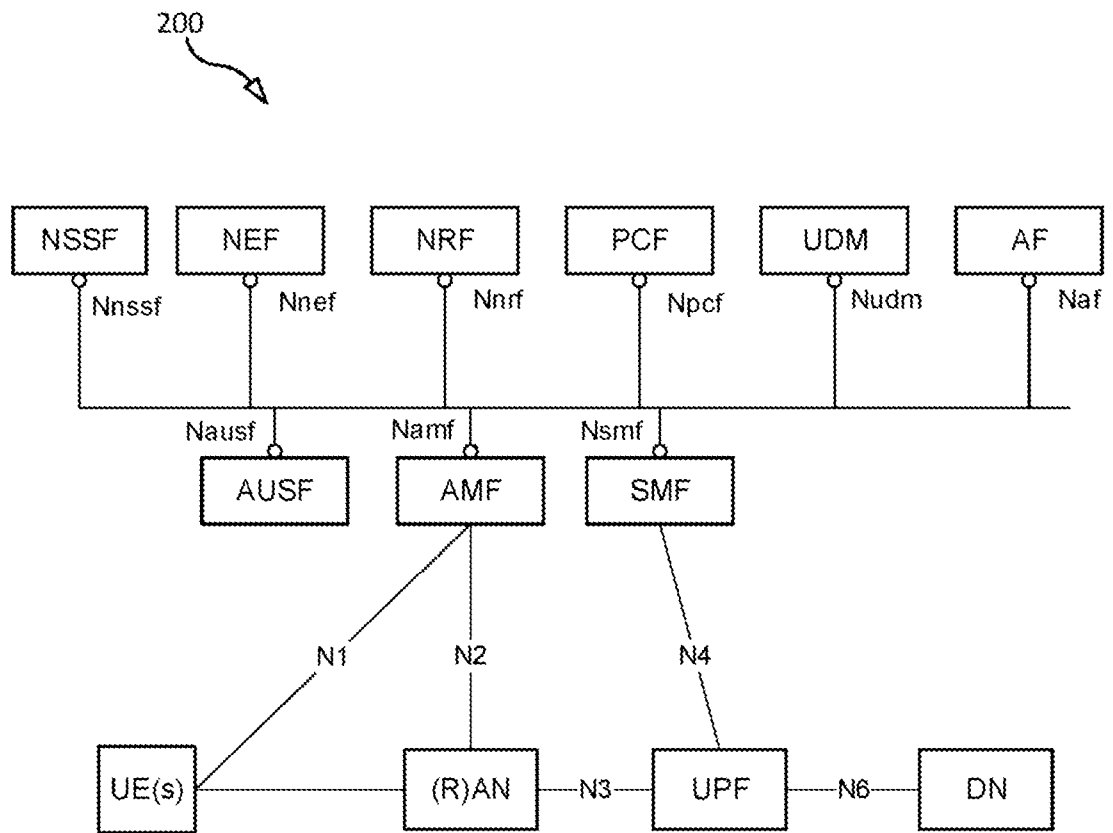 200
NSSF NEF NRF PCF UDM AF
Nnssf Nnef Nnrf Npcf Nudm Naf
Nausf Namf Nsmf
AUSF AMF SMF
N1 N2 N4
UE(s) (R)AN N3 UPF N6 DN